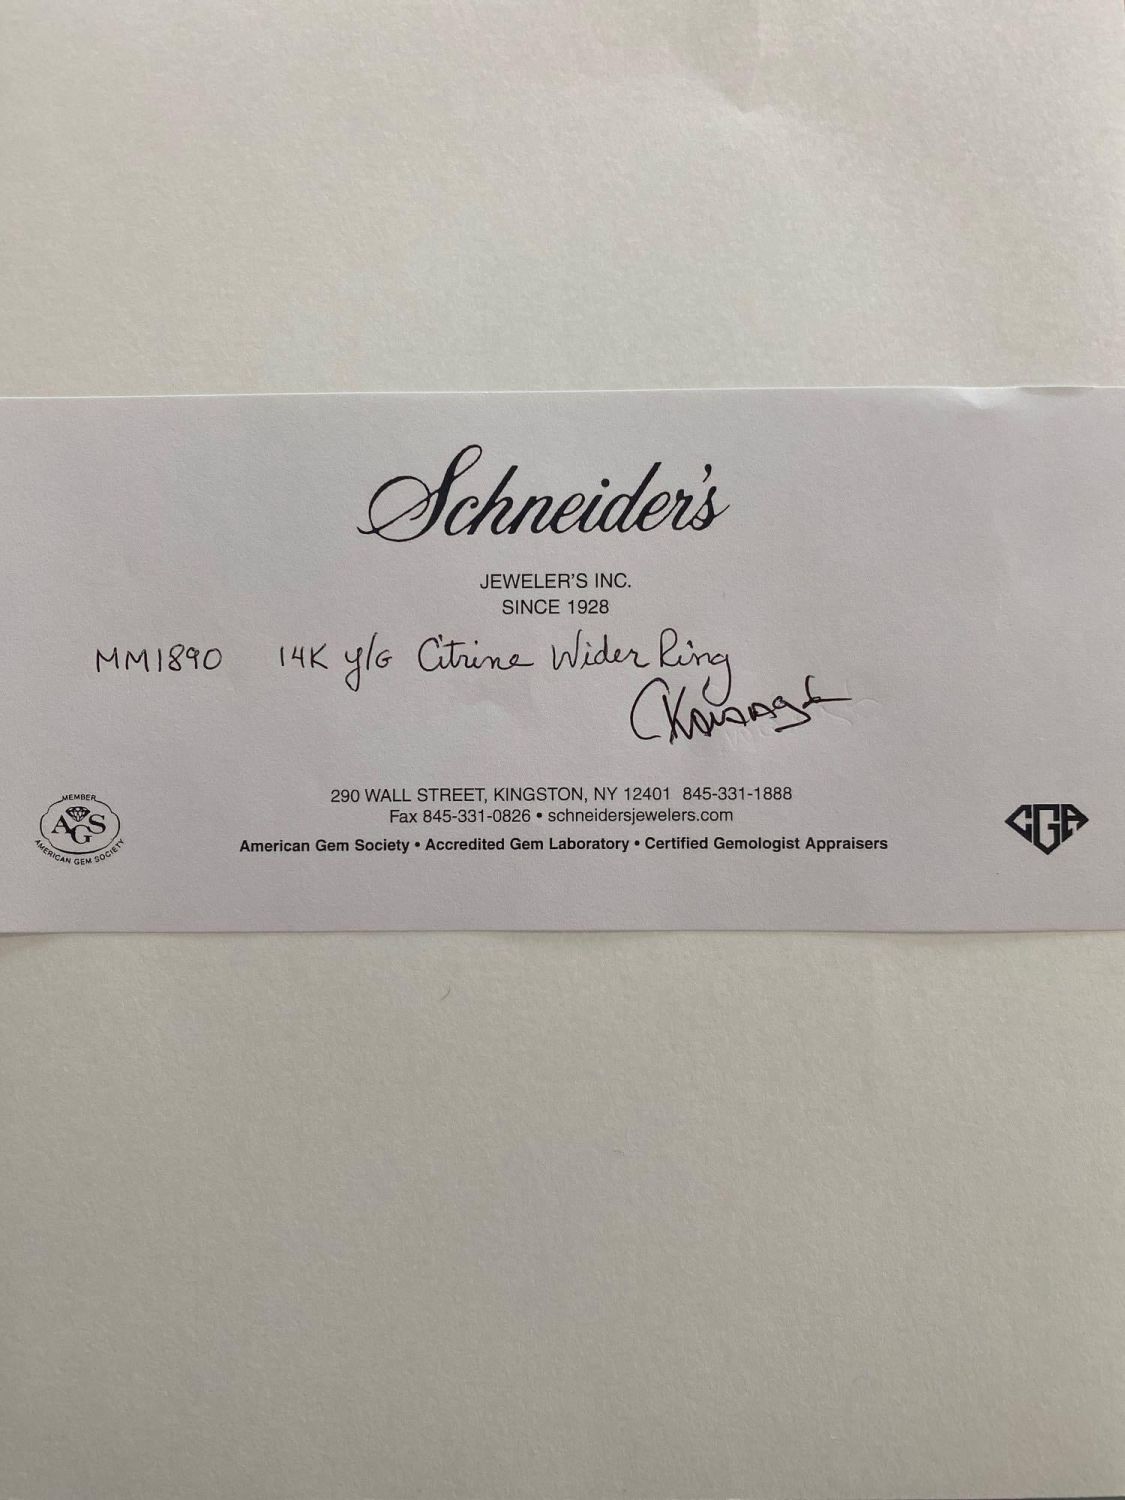 Schneider's
JEWELER'S INC.
SINCE 1928
MM1890 14K y/G Citrine Wider Ring
CKavanagh
290 WALL STREET, KINGSTON, NY 12401 845-331-1888
Fax 845-331-0826 • schneidersjewelers.com
American Gem Society • Accredited Gem Laboratory • Certified Gemologist Appraisers
MEMBER
AGS
AMERICAN GEM SOCIETY
CGA